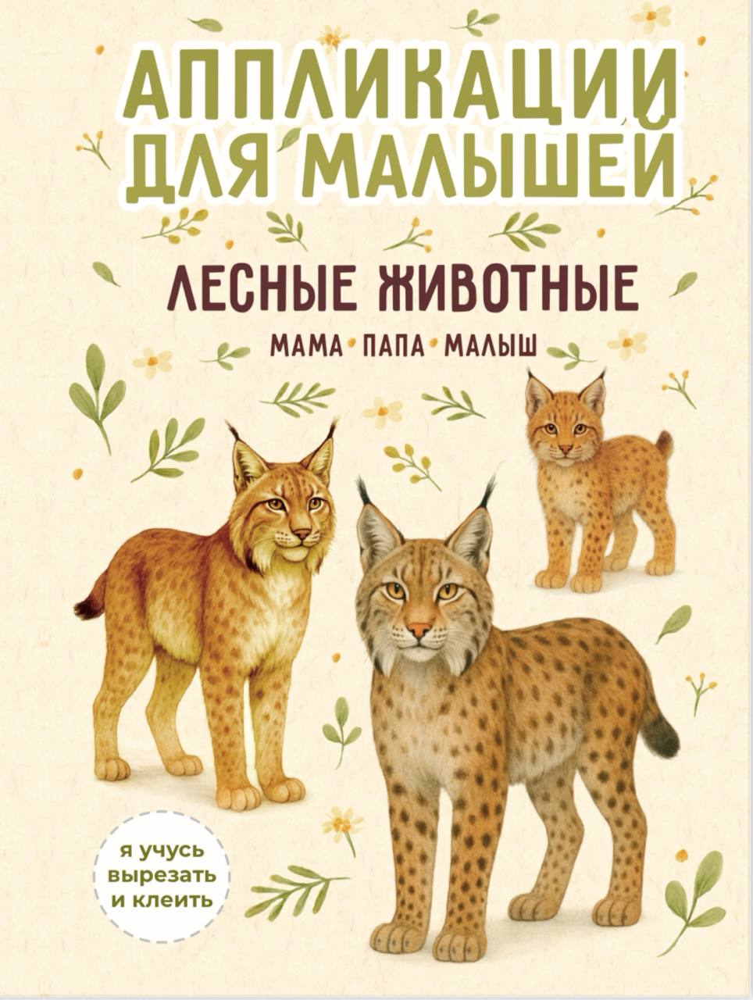 АППЛИКАЦИИ
ДЛЯ МАЛЫШЕЙ
ЛЕСНЫЕ ЖИВОТНЫЕ
МАМА • ПАПА • МАЛЫШ
я учусь
вырезать
и клеить